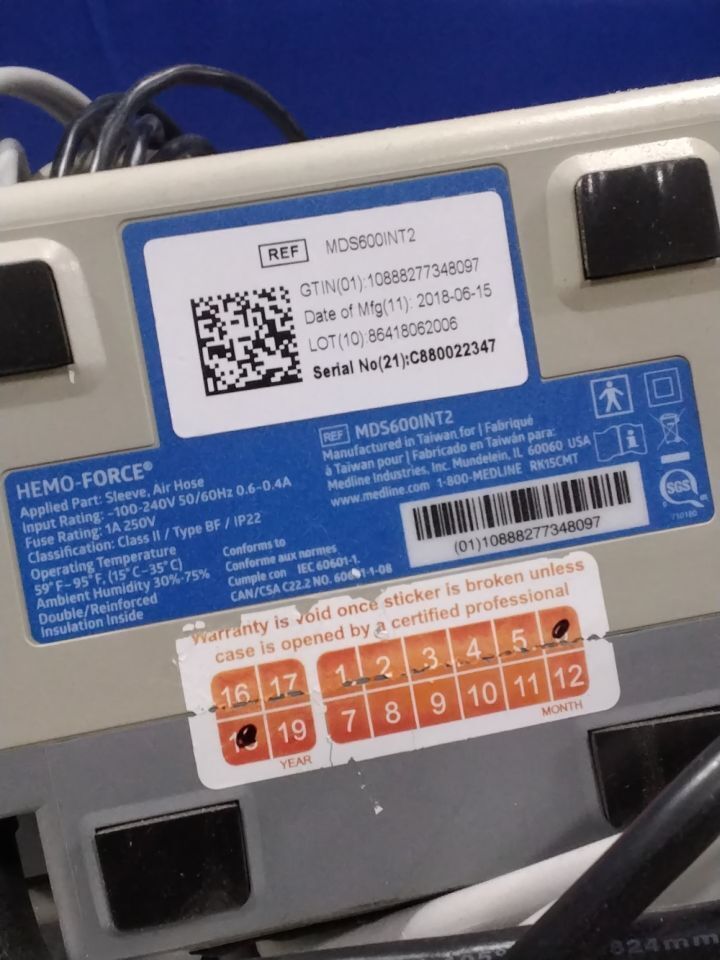 REF MDS600INT2
GTIN(01):10888277348097
Date of Mfg(11): 2018-06-15
LOT(10):86418062006
Serial No(21):C880022347
HEMO-FORCE®
Applied Part: Sleeve, Air Hose
Input Rating: ~100-240V 50/60Hz 0.6-0.4A
Fuse Rating: 1A 250V
Classification: Class II / Type BF / IP22
Operating Temperature
59°F-95°F, (15°C-35°C)
Ambient Humidity 30%-75%
Double/Reinforced
Insulation Inside
Conforms to
Conforme aux normes
Cumple con IEC 60601-1,
CAN/CSA C22.2 NO. 60601-1-08
REF MDS600INT2
Manufactured in Taiwan for | Fabriqué
à Taiwan pour | Fabricado en Taiwán para:
Medline Industries, Inc. Mundelein, IL 60060 USA
www.medline.com 1-800-MEDLINE RK15CMT
(01)10888277348097
SGS
Warranty is void once sticker is broken unless
case is opened by a certified professional
16 17 1 2 3 4 5
19 7 8 9 10 11 12
YEAR MONTH
824mm